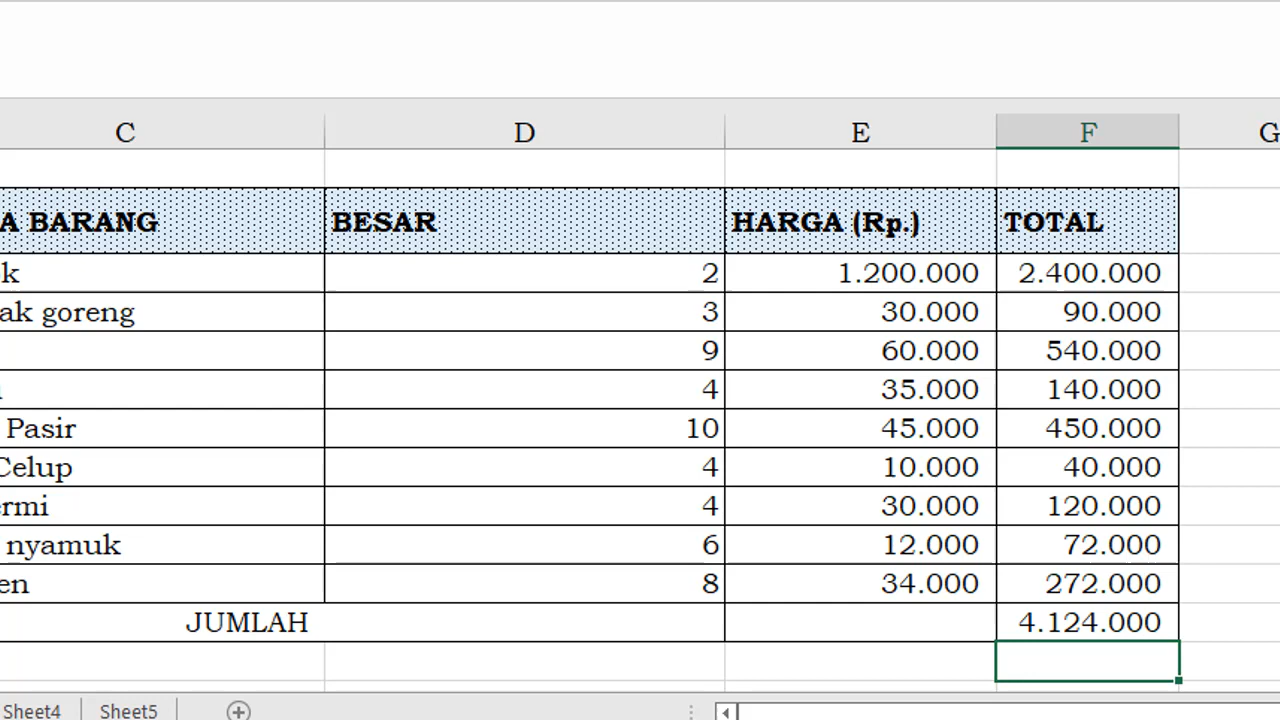 C D E F G
A BARANG BESAR HARGA (Rp.) TOTAL
k 2 1.200.000 2.400.000
ak goreng 3 30.000 90.000
9 60.000 540.000
4 35.000 140.000
Pasir 10 45.000 450.000
Celup 4 10.000 40.000
ermi 4 30.000 120.000
nyamuk 6 12.000 72.000
en 8 34.000 272.000
JUMLAH 4.124.000
Sheet4 Sheet5